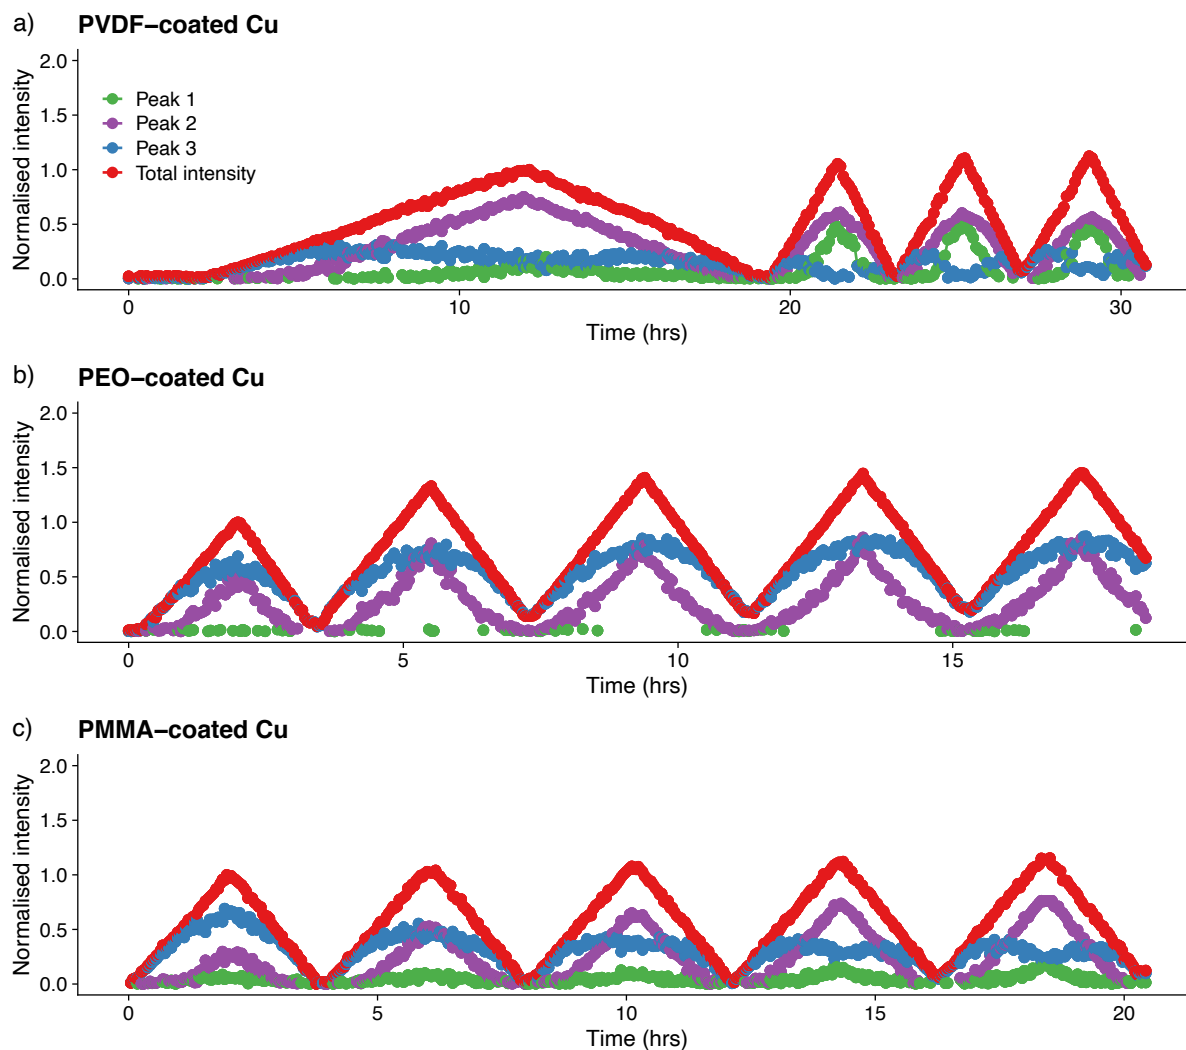 a) PVDF–coated Cu
Normalised intensity
2.0
1.5
1.0
0.5
0.0
Peak 1
Peak 2
Peak 3
Total intensity
0 10 20 30
Time (hrs)
b) PEO–coated Cu
Normalised intensity
2.0
1.5
1.0
0.5
0.0
0 5 10 15
Time (hrs)
c) PMMA–coated Cu
Normalised intensity
2.0
1.5
1.0
0.5
0.0
0 5 10 15 20
Time (hrs)